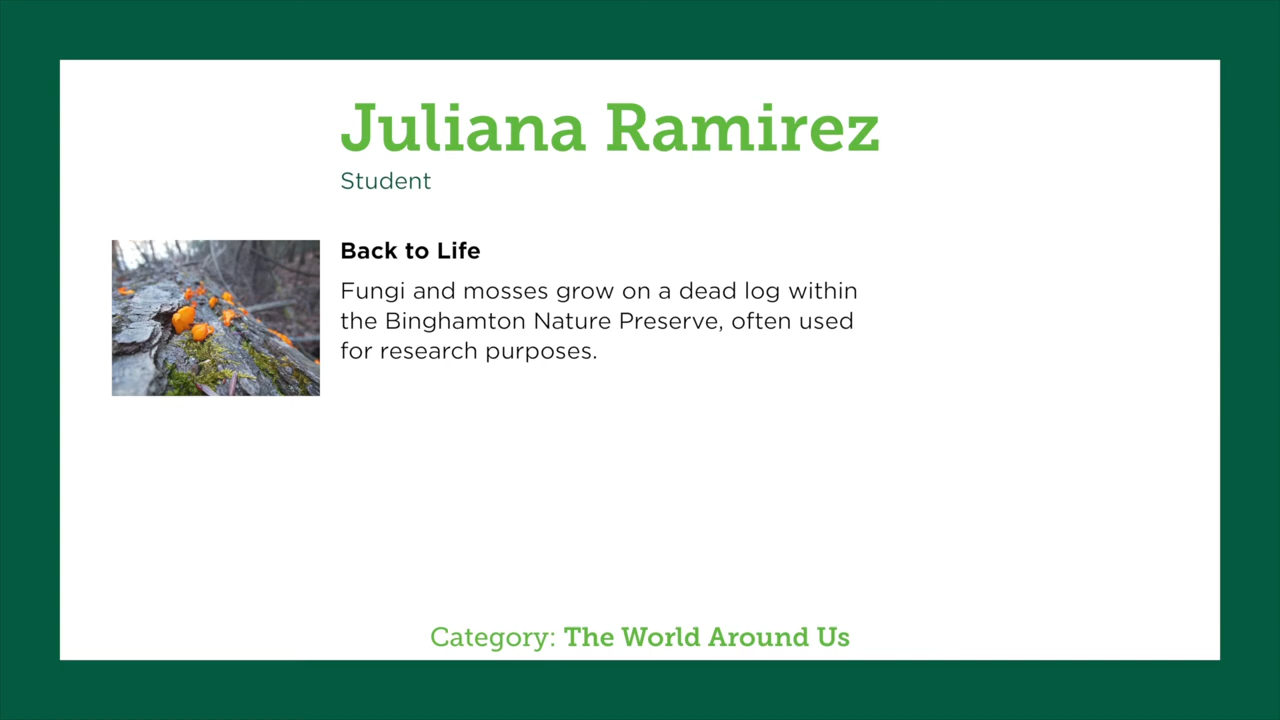 Juliana Ramirez
Student
Back to Life
Fungi and mosses grow on a dead log within
the Binghamton Nature Preserve, often used
for research purposes.
Category: The World Around Us